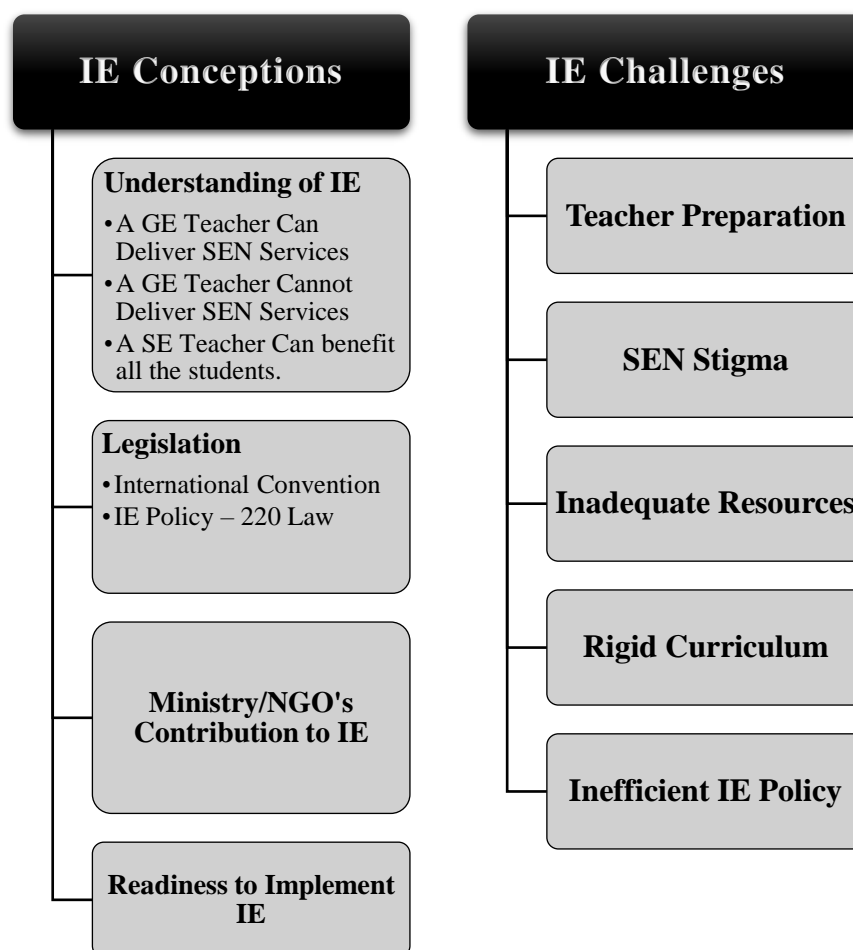 IE Conceptions
Understanding of IE
• A GE Teacher Can
Deliver SEN Services
• A GE Teacher Cannot
Deliver SEN Services
• A SE Teacher Can benefit
all the students.
Legislation
• International Convention
• IE Policy – 220 Law
Ministry/NGO's
Contribution to IE
Readiness to Implement
IE
IE Challenges
Teacher Preparation
SEN Stigma
Inadequate Resources
Rigid Curriculum
Inefficient IE Policy